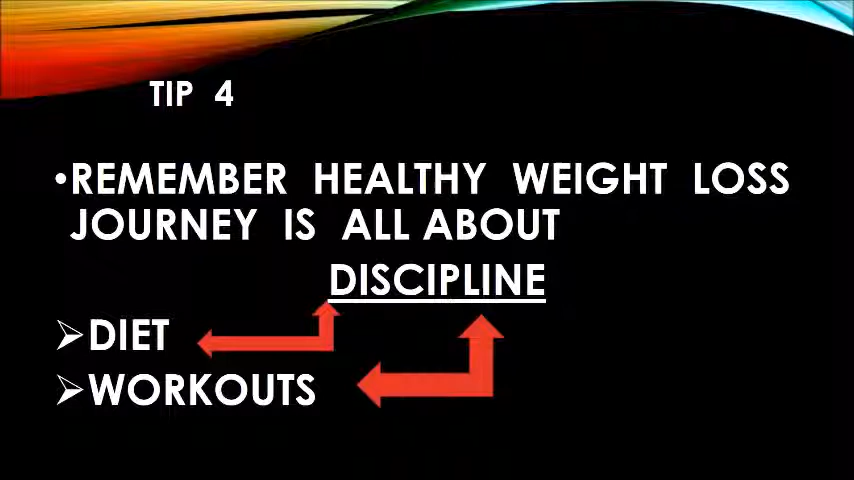 TIP 4
•REMEMBER HEALTHY WEIGHT LOSS
JOURNEY IS ALL ABOUT
DISCIPLINE
➢DIET
➢WORKOUTS